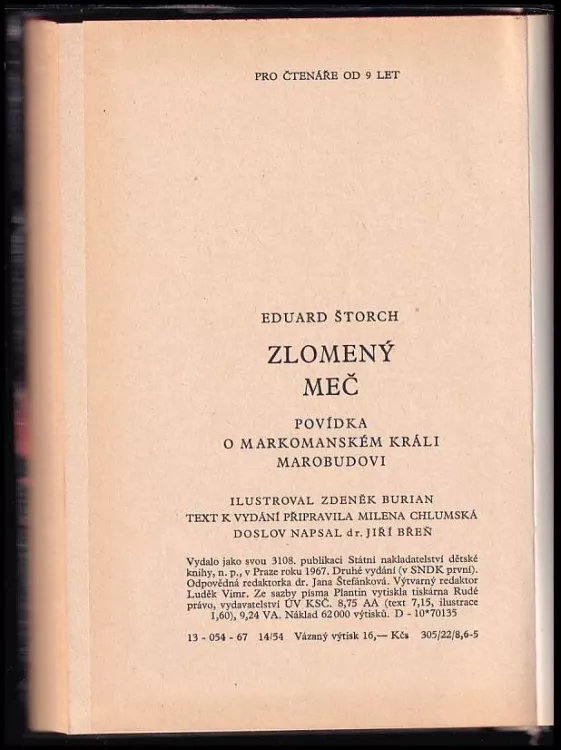 PRO ČTENÁŘE OD 9 LET
EDUARD ŠTORCH
ZLOMENÝ
MEČ
POVÍDKA
O MARKOMANSKÉM KRÁLI
MAROBUDOVI
ILUSTROVAL ZDENĚK BURIAN
TEXT K VYDÁNÍ PŘIPRAVILA MILENA CHLUMSKÁ
DOSLOV NAPSAL dr. JIŘÍ BŘEŇ
Vydalo jako svou 3108. publikaci Státní nakladatelství dětské
knihy, n. p., v Praze roku 1967. Druhé vydání (v SNDK první).
Odpovědná redaktorka dr. Jana Štefánková. Výtvarný redaktor
Luděk Vimr. Ze sazby písma Plantin vytiskla tiskárna Rudé
právo, vydavatelství ÚV KSČ. 8,75 AA (text 7,15, ilustrace
1,60), 9,24 VA. Náklad 62 000 výtisků. D - 10*70135
13 - 054 - 67 14/54 Vázaný výtisk 16,— Kčs 305/22/8,6-5